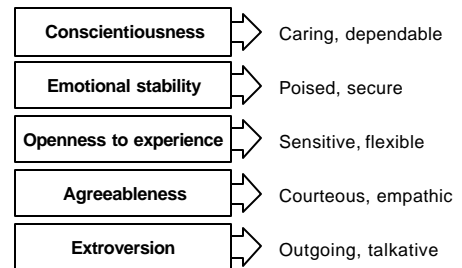 Conscientiousness Caring, dependable
Emotional stability Poised, secure
Openness to experience Sensitive, flexible
Agreeableness Courteous, empathic
Extroversion Outgoing, talkative